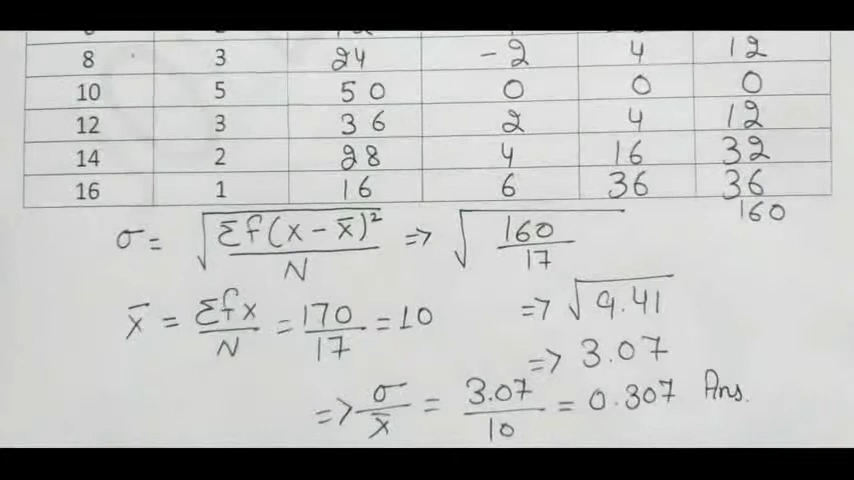 8 3 24 -2 4 12
10 5 50 0 0 0
12 3 36 2 4 12
14 2 28 4 16 32
16 1 16 6 36 36
160
σ = √(Σf(x - x̄)²/N) => √(160/17)
x̄ = Σfx/N = 170/17 = 10 => √9.41
=> 3.07
=> σ/x̄ = 3.07/10 = 0.307 Ans.